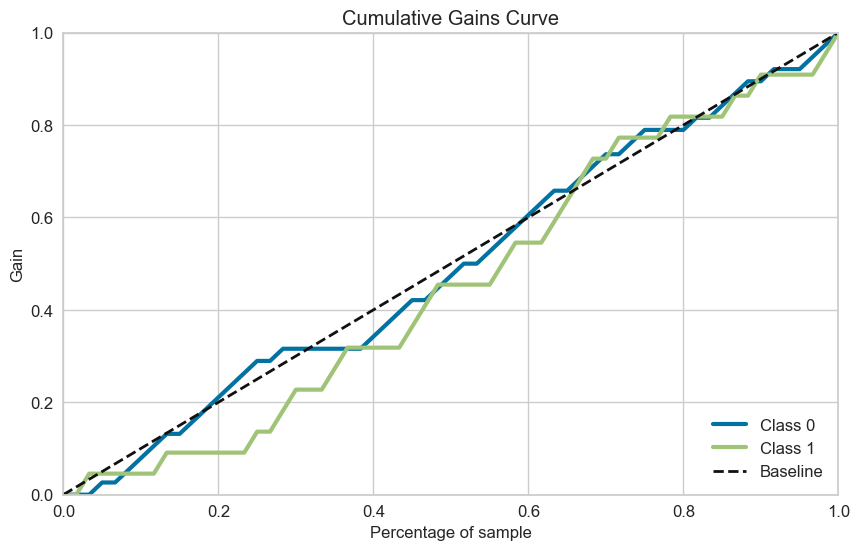 Cumulative Gains Curve
1.0
0.8
0.6
0.4
0.2
0.0
Gain
Class 0
Class 1
Baseline
0.0 0.2 0.4 0.6 0.8 1.0
Percentage of sample